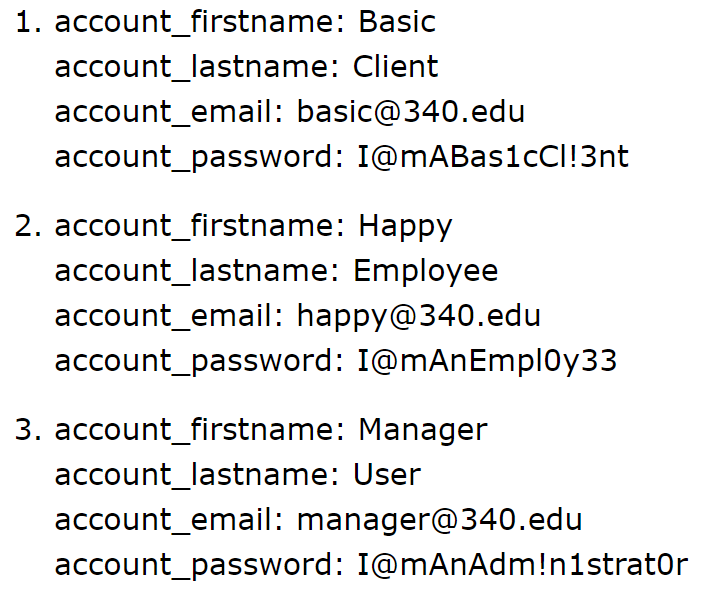 1. account_firstname: Basic
account_lastname: Client
account_email: basic@340.edu
account_password: I@mABas1cCl!3nt
2. account_firstname: Happy
account_lastname: Employee
account_email: happy@340.edu
account_password: I@mAnEmpl0y33
3. account_firstname: Manager
account_lastname: User
account_email: manager@340.edu
account_password: I@mAnAdm!n1strat0r